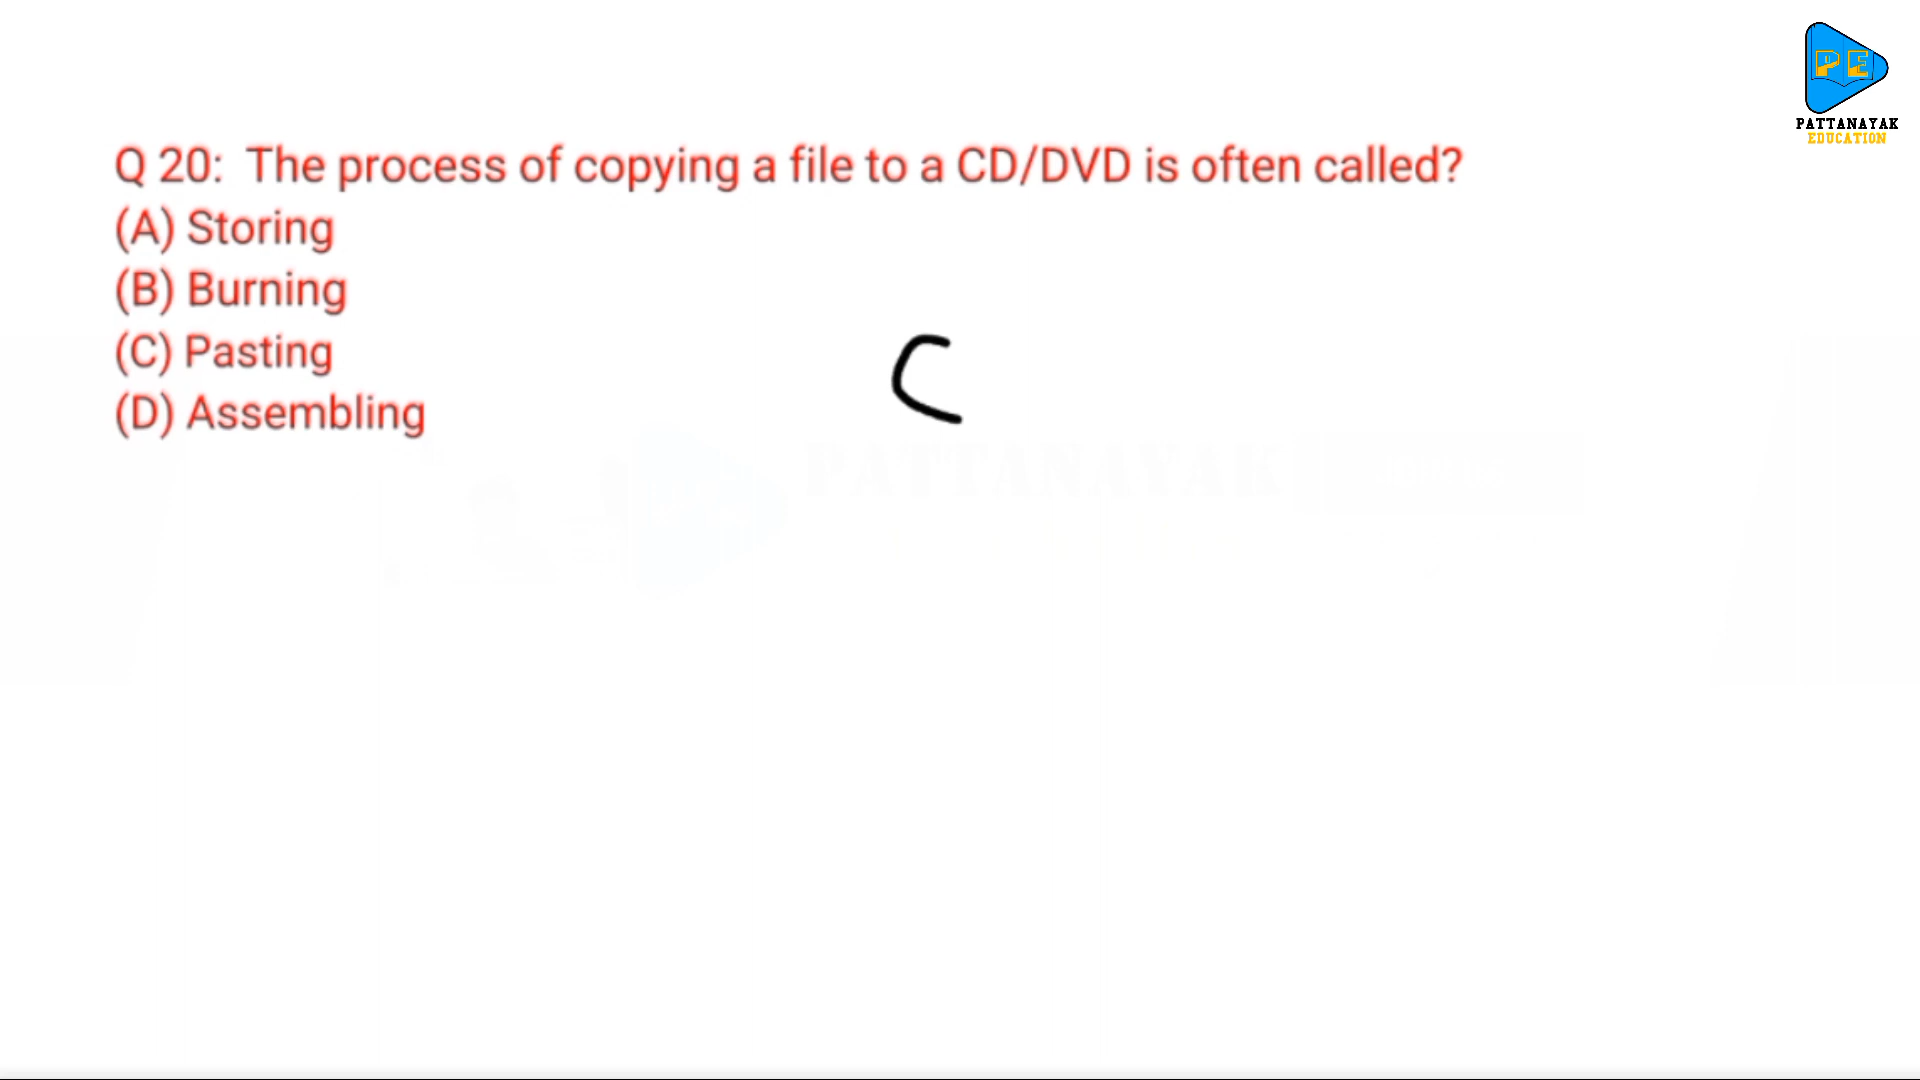 PE
PATTANAYAK
EDUCATION
Q 20: The process of copying a file to a CD/DVD is often called?
(A) Storing
(B) Burning
(C) Pasting
(D) Assembling
C
PATTANAYAK